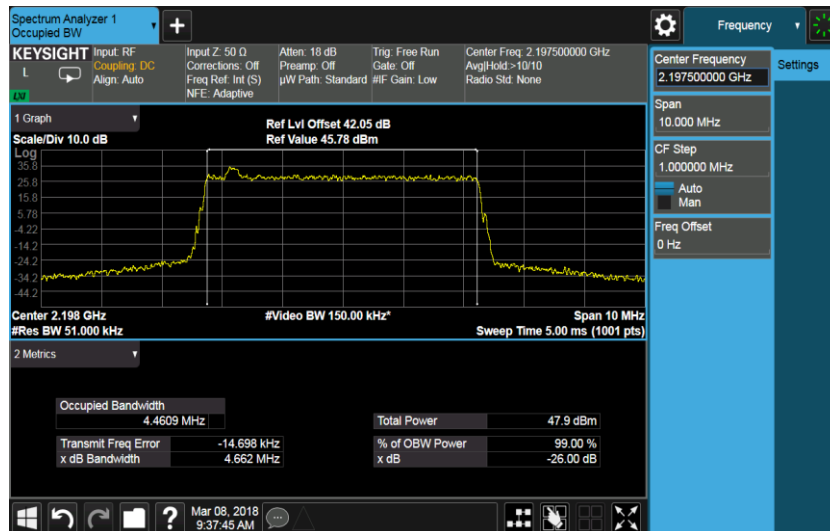 Spectrum Analyzer 1
Occupied BW
+
Frequency
KEYSIGHT
L
LXI
Input: RF
Coupling: DC
Align: Auto
Input Z: 50 Ω
Corrections: Off
Freq Ref: Int (S)
NFE: Adaptive
Atten: 18 dB
Preamp: Off
µW Path: Standard
Trig: Free Run
Gate: Off
#IF Gain: Low
Center Freq: 2.197500000 GHz
Avg|Hold:>10/10
Radio Std: None
Center Frequency
2.197500000 GHz
Settings
Span
10.000 MHz
CF Step
1.000000 MHz
Auto
Man
Freq Offset
0 Hz
1 Graph
Scale/Div 10.0 dB
Ref Lvl Offset 42.05 dB
Ref Value 45.78 dBm
Log
35.8
25.8
15.8
5.78
-4.22
-14.2
-24.2
-34.2
-44.2
Center 2.198 GHz
#Video BW 150.00 kHz*
Span 10 MHz
#Res BW 51.000 kHz
Sweep Time 5.00 ms (1001 pts)
2 Metrics
Occupied Bandwidth
4.4609 MHz
Total Power 47.9 dBm
Transmit Freq Error -14.698 kHz
% of OBW Power 99.00 %
x dB Bandwidth 4.662 MHz
x dB -26.00 dB
?
Mar 08, 2018
9:37:45 AM